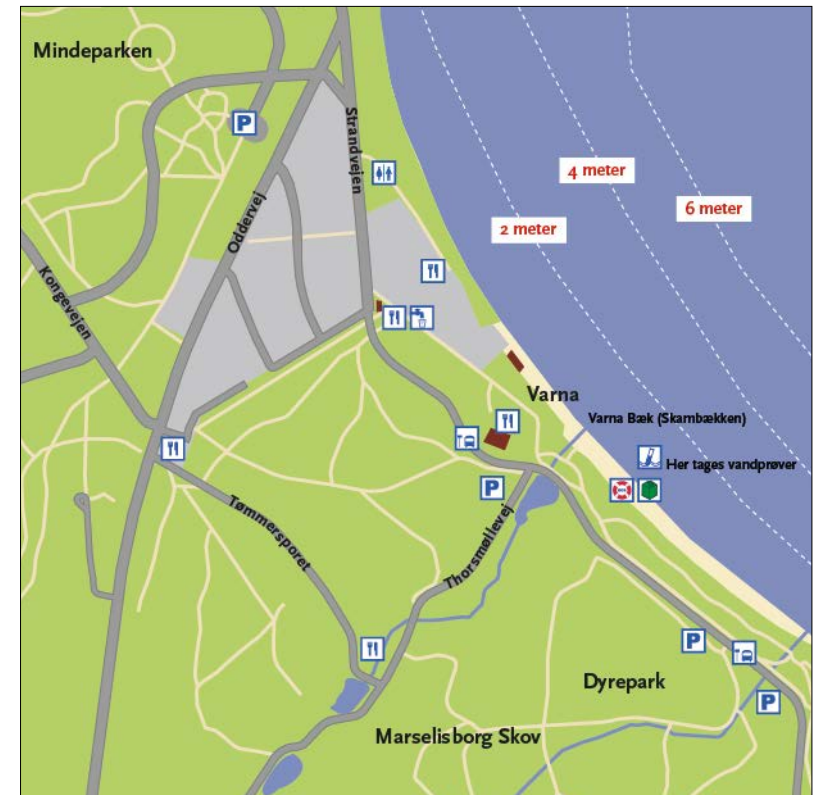 Mindeparken
P
Strandvejen
4 meter
6 meter
2 meter
Oddervej
Kongevejen
Varna
Varna Bæk (Skambækken)
Her tages vandprøver
P
Tømmersporet
Thorsmøllevej
P
Dyrepark
P
Marselisborg Skov